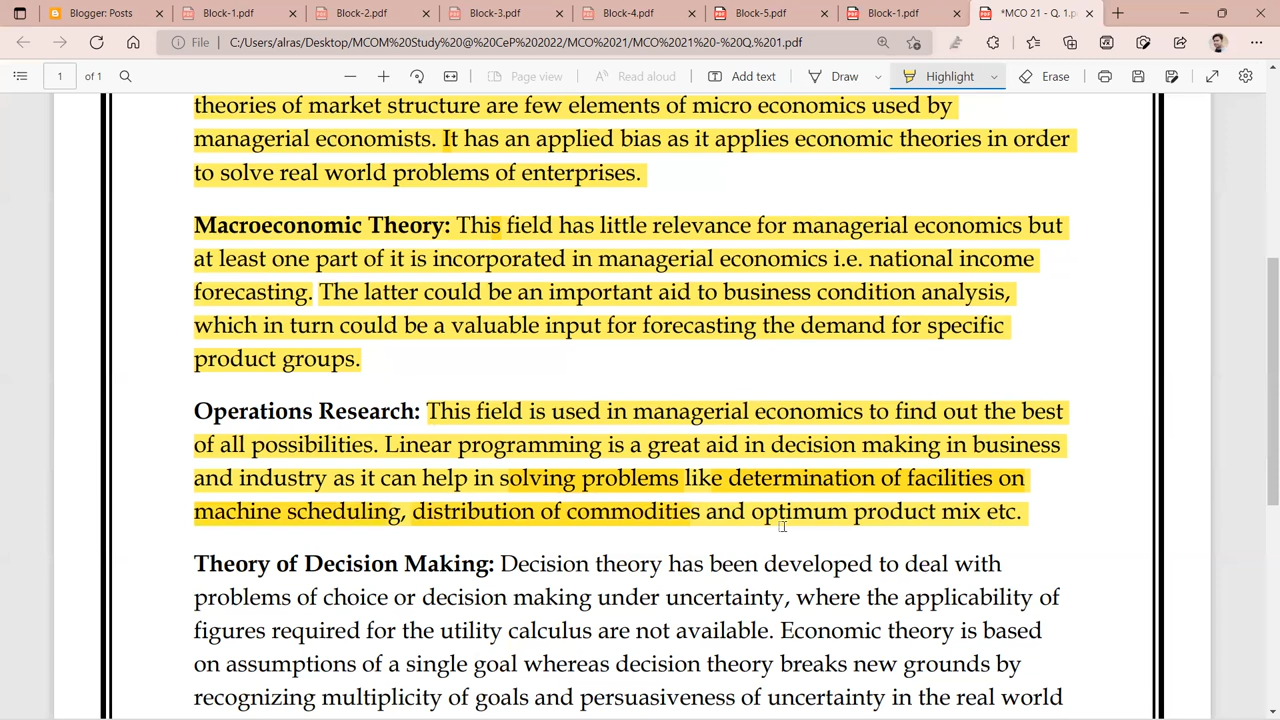 Blogger: Posts
Block-1.pdf
Block-2.pdf
Block-3.pdf
Block-4.pdf
Block-5.pdf
Block-1.pdf
*MCO 21 - Q. 1.p
File
C:/Users/alras/Desktop/MCOM%20Study@%20CeP%202022/MCO%2021/MCO%2021%20-%20Q.%201.pdf
1 of 1
Page view
Read aloud
Add text
Draw
Highlight
Erase
theories of market structure are few elements of micro economics used by
managerial economists. It has an applied bias as it applies economic theories in order
to solve real world problems of enterprises.
Macroeconomic Theory: This field has little relevance for managerial economics but
at least one part of it is incorporated in managerial economics i.e. national income
forecasting. The latter could be an important aid to business condition analysis,
which in turn could be a valuable input for forecasting the demand for specific
product groups.
Operations Research: This field is used in managerial economics to find out the best
of all possibilities. Linear programming is a great aid in decision making in business
and industry as it can help in solving problems like determination of facilities on
machine scheduling, distribution of commodities and optimum product mix etc.
Theory of Decision Making: Decision theory has been developed to deal with
problems of choice or decision making under uncertainty, where the applicability of
figures required for the utility calculus are not available. Economic theory is based
on assumptions of a single goal whereas decision theory breaks new grounds by
recognizing multiplicity of goals and persuasiveness of uncertainty in the real world